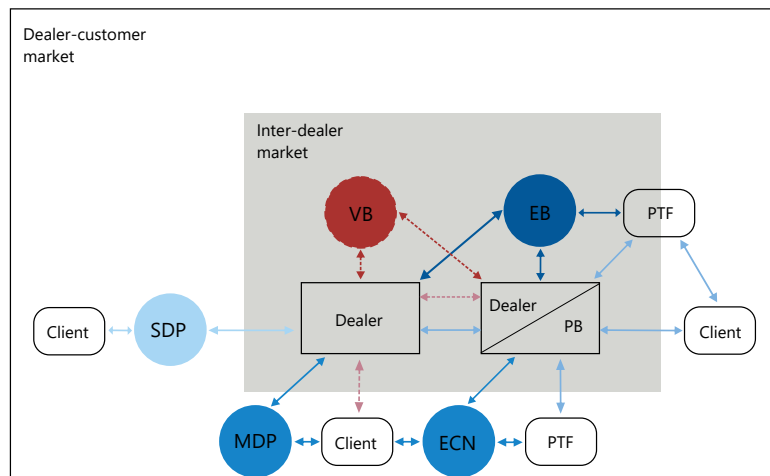 Dealer-customer
market
Inter-dealer
market
VB
EB
PTF
Dealer
Dealer
PB
Client
SDP
Client
MDP
Client
ECN
PTF